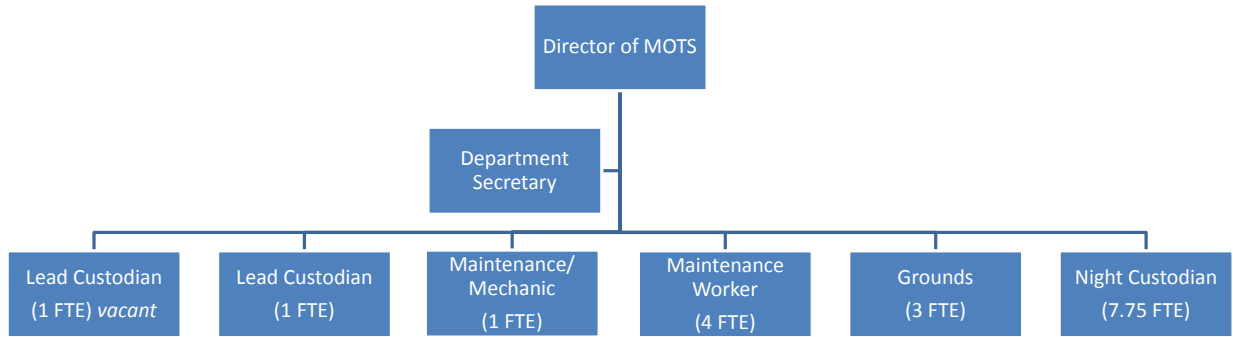 Director of MOTS
Department
Secretary
Lead Custodian
(1 FTE) vacant
Lead Custodian
(1 FTE)
Maintenance/
Mechanic
(1 FTE)
Maintenance
Worker
(4 FTE)
Grounds
(3 FTE)
Night Custodian
(7.75 FTE)